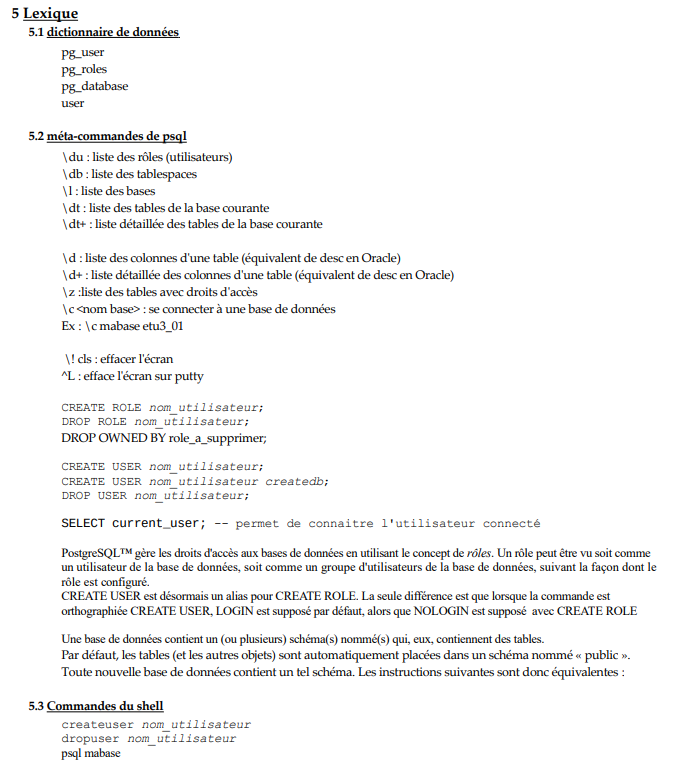 5 Lexique
5.1 dictionnaire de données
pg_user
pg_roles
pg_database
user
5.2 méta-commandes de psql
\du : liste des rôles (utilisateurs)
\db : liste des tablespaces
\l : liste des bases
\dt : liste des tables de la base courante
\dt+ : liste détaillée des tables de la base courante
\d : liste des colonnes d'une table (équivalent de desc en Oracle)
\d+ : liste détaillée des colonnes d'une table (équivalent de desc en Oracle)
\z :liste des tables avec droits d'accès
\c <nom base> : se connecter à une base de données
Ex : \c mabase etu3_01
\! cls : effacer l'écran
^L : efface l'écran sur putty
CREATE ROLE nom_utilisateur;
DROP ROLE nom_utilisateur;
DROP OWNED BY role_a_supprimer;
CREATE USER nom_utilisateur;
CREATE USER nom_utilisateur createdb;
DROP USER nom_utilisateur;
SELECT current_user; -- permet de connaitre l'utilisateur connecté
PostgreSQL™ gère les droits d'accès aux bases de données en utilisant le concept de rôles. Un rôle peut être vu soit comme
un utilisateur de la base de données, soit comme un groupe d'utilisateurs de la base de données, suivant la façon dont le
rôle est configuré.
CREATE USER est désormais un alias pour CREATE ROLE. La seule différence est que lorsque la commande est
orthographiée CREATE USER, LOGIN est supposé par défaut, alors que NOLOGIN est supposé avec CREATE ROLE
Une base de données contient un (ou plusieurs) schéma(s) nommé(s) qui, eux, contiennent des tables.
Par défaut, les tables (et les autres objets) sont automatiquement placées dans un schéma nommé « public ».
Toute nouvelle base de données contient un tel schéma. Les instructions suivantes sont donc équivalentes :
5.3 Commandes du shell
createuser nom_utilisateur
dropuser nom_utilisateur
psql mabase